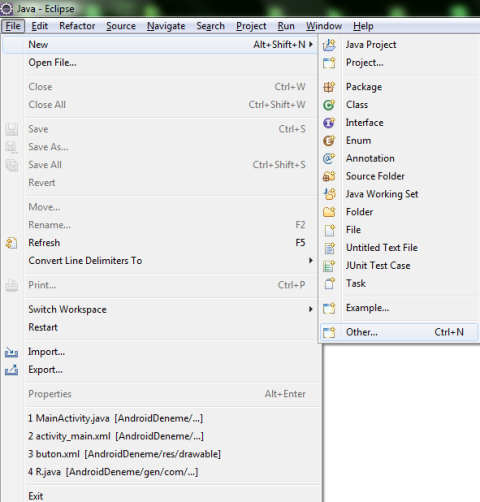 Java - Eclipse
File Edit Refactor Source Navigate Search Project Run Window Help
New Alt+Shift+N
Open File...
Close Ctrl+W
Close All Ctrl+Shift+W
Save Ctrl+S
Save As...
Save All Ctrl+Shift+S
Revert
Move...
Rename... F2
Refresh F5
Convert Line Delimiters To
Print... Ctrl+P
Switch Workspace
Restart
Import...
Export...
Properties Alt+Enter
1 MainActivity.java [AndroidDeneme/...]
2 activity_main.xml [AndroidDeneme/...]
3 buton.xml [AndroidDeneme/res/drawable]
4 R.java [AndroidDeneme/gen/com/...]
Exit
Java Project
Project...
Package
Class
Interface
Enum
Annotation
Source Folder
Java Working Set
Folder
File
Untitled Text File
JUnit Test Case
Task
Example...
Other... Ctrl+N